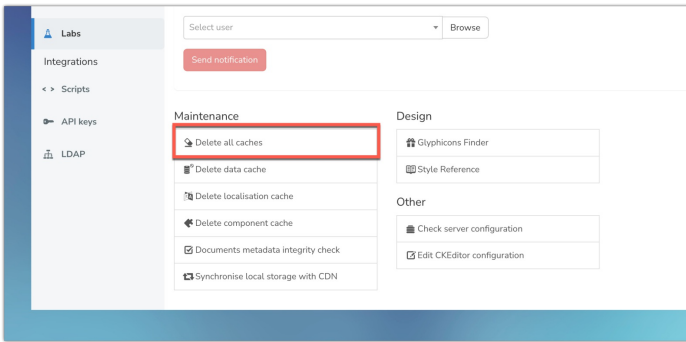 Labs
Integrations
Scripts
API keys
LDAP
Select user
Browse
Send notification
Maintenance
Delete all caches
Delete data cache
Delete localisation cache
Delete component cache
Documents metadata integrity check
Synchronise local storage with CDN
Design
Glyphicons Finder
Style Reference
Other
Check server configuration
Edit CKEditor configuration